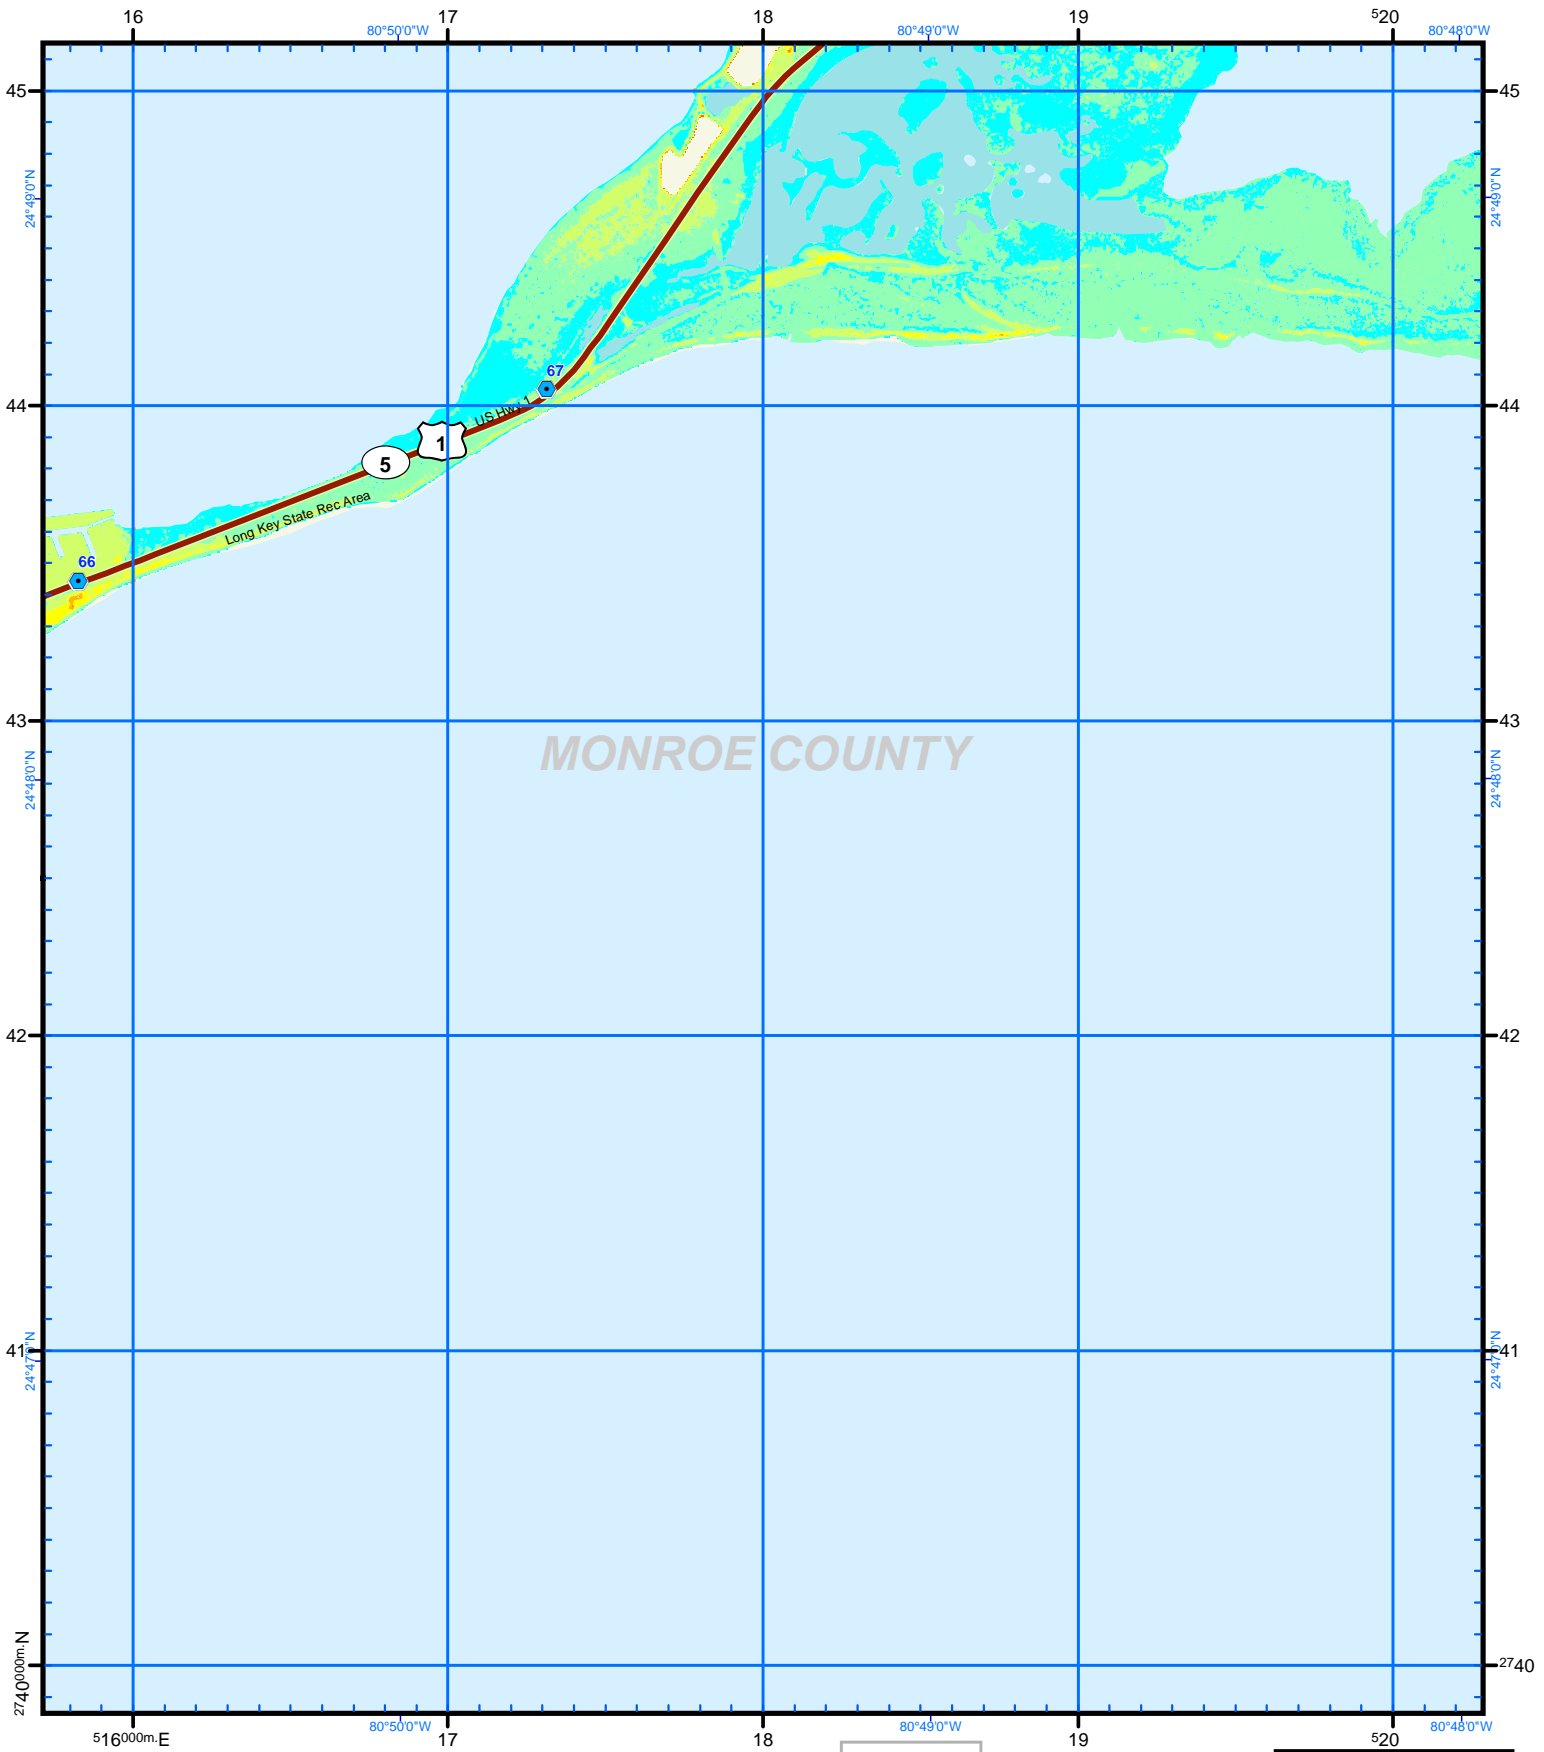 16 17 18 19 520
80°50'0"W 80°49'0"W 80°48'0"W
45 45
24°49'0"N 24°49'0"N
67
44 44
US Hwy 1
1
5
Long Key State Rec Area
66
43 43
MONROE COUNTY
24°48'0"N 24°48'0"N
42 42
41 41
24°47'0"N 24°47'0"N
2740000m.N 2740
80°50'0"W 80°49'0"W 80°48'0"W
516000m.E 17 18 19 520